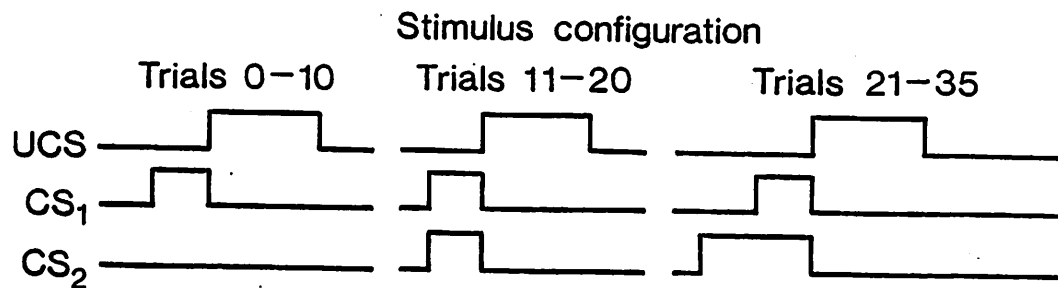 Stimulus configuration
Trials 0-10 Trials 11-20 Trials 21-35
UCS
CS₁
CS₂